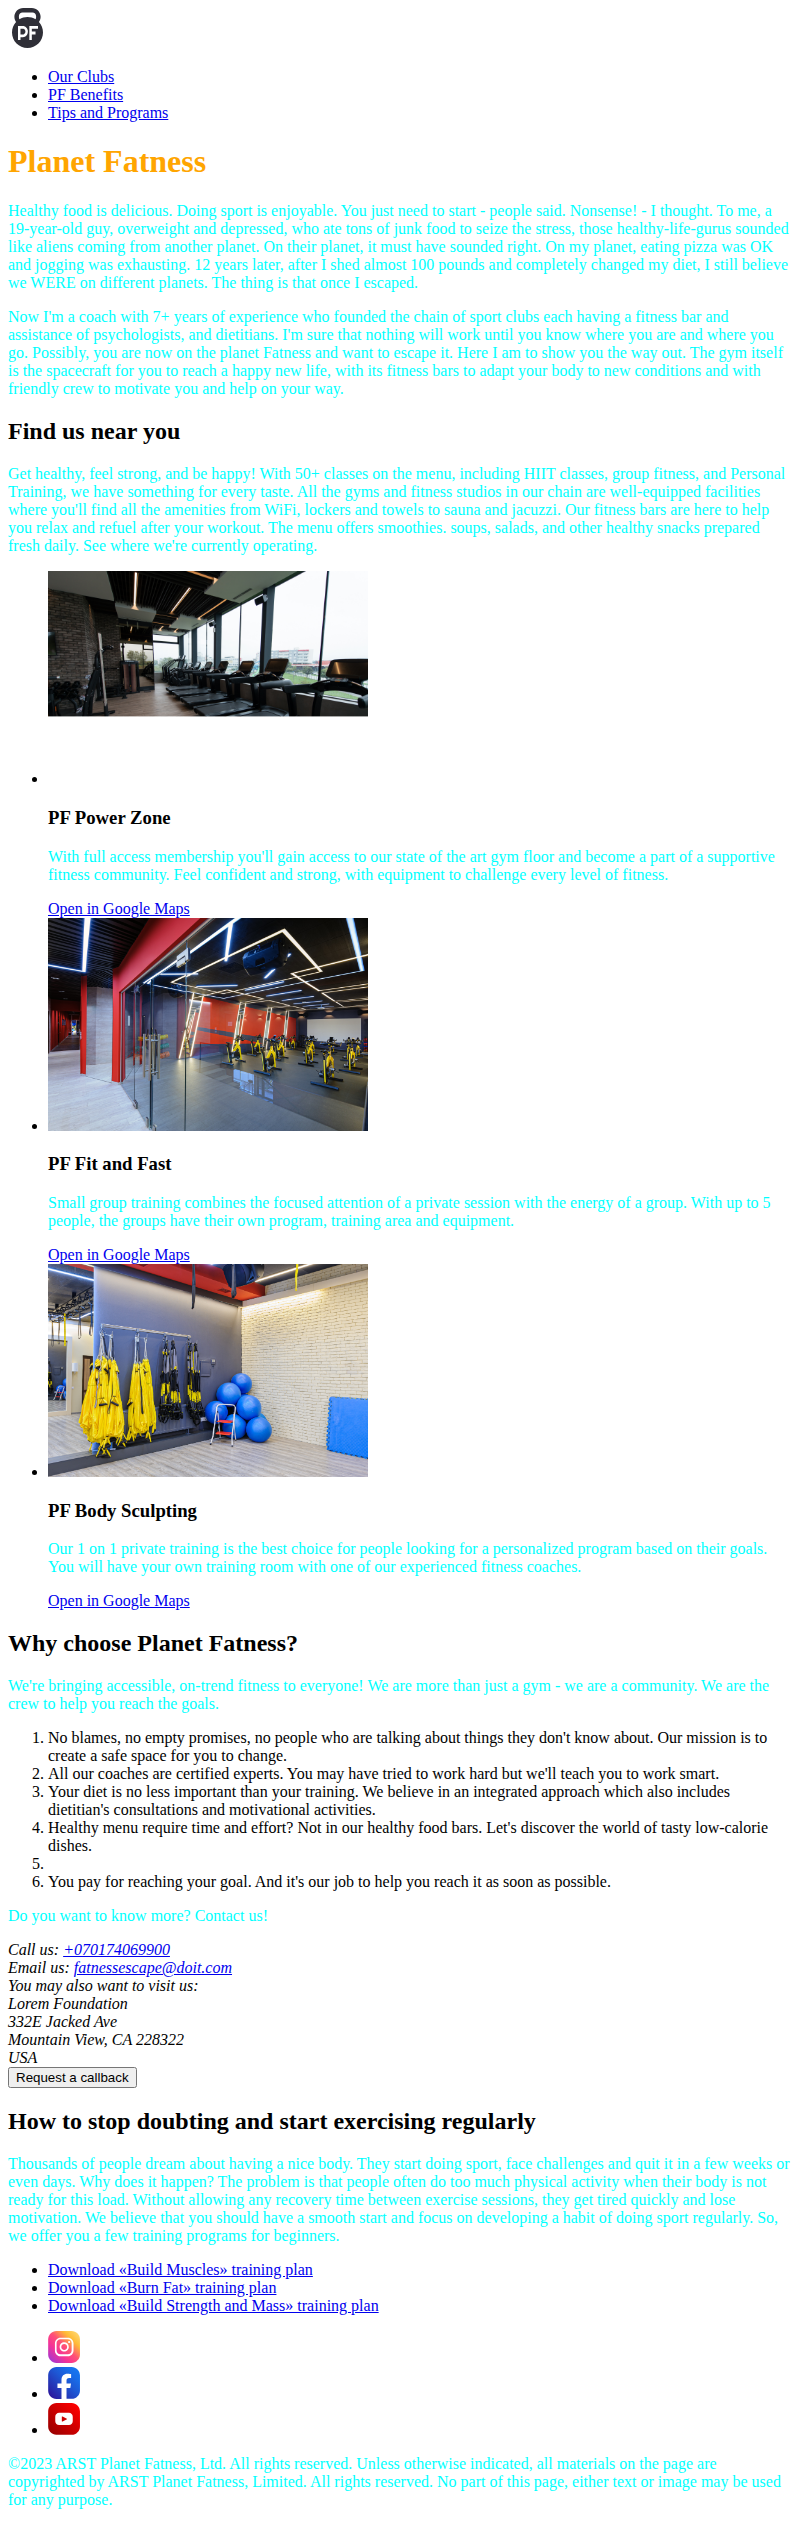 PF
Our Clubs
PF Benefits
Tips and Programs
Planet Fatness
Healthy food is delicious. Doing sport is enjoyable. You just need to start - people said. Nonsense! - I thought. To me, a
19-year-old guy, overweight and depressed, who ate tons of junk food to seize the stress, those healthy-life-gurus sounded
like aliens coming from another planet. On their planet, it must have sounded right. On my planet, eating pizza was OK
and jogging was exhausting. 12 years later, after I shed almost 100 pounds and completely changed my diet, I still believe
we WERE on different planets. The thing is that once I escaped.
Now I'm a coach with 7+ years of experience who founded the chain of sport clubs each having a fitness bar and
assistance of psychologists, and dietitians. I'm sure that nothing will work until you know where you are and where you
go. Possibly, you are now on the planet Fatness and want to escape it. Here I am to show you the way out. The gym itself
is the spacecraft for you to reach a happy new life, with its fitness bars to adapt your body to new conditions and with
friendly crew to motivate you and help on your way.
Find us near you
Get healthy, feel strong, and be happy! With 50+ classes on the menu, including HIIT classes, group fitness, and Personal
Training, we have something for every taste. All the gyms and fitness studios in our chain are well-equipped facilities
where you'll find all the amenities from WiFi, lockers and towels to sauna and jacuzzi. Our fitness bars are here to help
you relax and refuel after your workout. The menu offers smoothies. soups, salads, and other healthy snacks prepared
fresh daily. See where we're currently operating.
PF Power Zone
With full access membership you'll gain access to our state of the art gym floor and become a part of a supportive
fitness community. Feel confident and strong, with equipment to challenge every level of fitness.
Open in Google Maps
PF Fit and Fast
Small group training combines the focused attention of a private session with the energy of a group. With up to 5
people, the groups have their own program, training area and equipment.
Open in Google Maps
PF Body Sculpting
Our 1 on 1 private training is the best choice for people looking for a personalized program based on their goals.
You will have your own training room with one of our experienced fitness coaches.
Open in Google Maps
Why choose Planet Fatness?
We're bringing accessible, on-trend fitness to everyone! We are more than just a gym - we are a community. We are the
crew to help you reach the goals.
1. No blames, no empty promises, no people who are talking about things they don't know about. Our mission is to
create a safe space for you to change.
2. All our coaches are certified experts. You may have tried to work hard but we'll teach you to work smart.
3. Your diet is no less important than your training. We believe in an integrated approach which also includes
dietitian's consultations and motivational activities.
4. Healthy menu require time and effort? Not in our healthy food bars. Let's discover the world of tasty low-calorie
dishes.
5.
6. You pay for reaching your goal. And it's our job to help you reach it as soon as possible.
Do you want to know more? Contact us!
Call us: +070174069900
Email us: fatnessescape@doit.com
You may also want to visit us:
Lorem Foundation
332E Jacked Ave
Mountain View, CA 228322
USA
Request a callback
How to stop doubting and start exercising regularly
Thousands of people dream about having a nice body. They start doing sport, face challenges and quit it in a few weeks or
even days. Why does it happen? The problem is that people often do too much physical activity when their body is not
ready for this load. Without allowing any recovery time between exercise sessions, they get tired quickly and lose
motivation. We believe that you should have a smooth start and focus on developing a habit of doing sport regularly. So,
we offer you a few training programs for beginners.
Download «Build Muscles» training plan
Download «Burn Fat» training plan
Download «Build Strength and Mass» training plan
©2023 ARST Planet Fatness, Ltd. All rights reserved. Unless otherwise indicated, all materials on the page are
copyrighted by ARST Planet Fatness, Limited. All rights reserved. No part of this page, either text or image may be used
for any purpose.